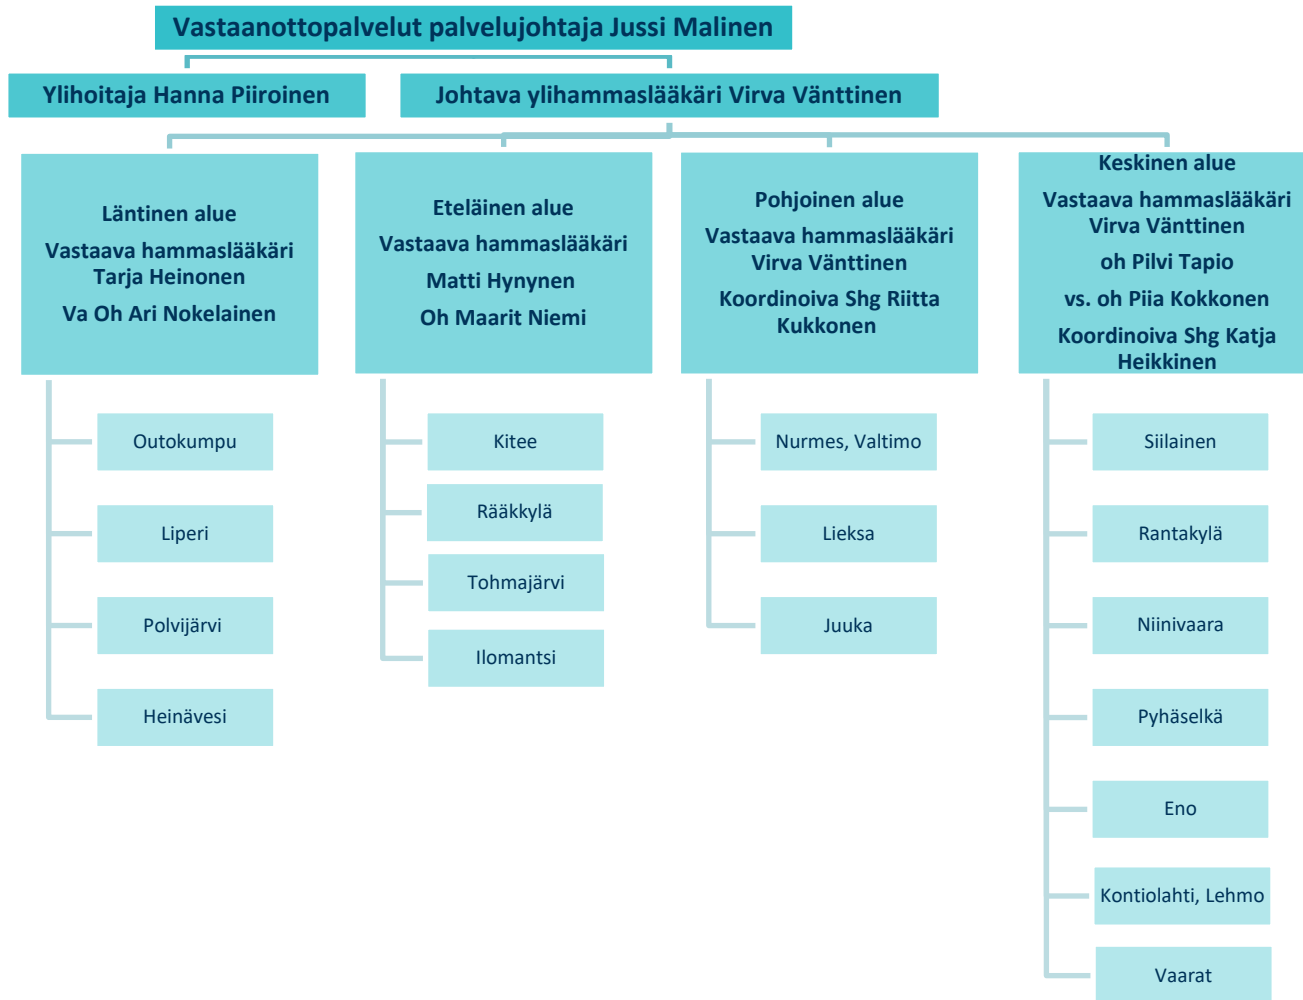 Vastaanottopalvelut palvelujohtaja Jussi Malinen
Ylihoitaja Hanna Piiroinen
Johtava ylihammaslääkäri Virva Vänttinen
Läntinen alue
Vastaava hammaslääkäri
Tarja Heinonen
Va Oh Ari Nokelainen
Outokumpu
Liperi
Polvijärvi
Heinävesi
Eteläinen alue
Vastaava hammaslääkäri
Matti Hynynen
Oh Maarit Niemi
Kitee
Rääkkylä
Tohmajärvi
Ilomantsi
Pohjoinen alue
Vastaava hammaslääkäri
Virva Vänttinen
Koordinoiva Shg Riitta
Kukkonen
Nurmes, Valtimo
Lieksa
Juuka
Keskinen alue
Vastaava hammaslääkäri
Virva Vänttinen
oh Pilvi Tapio
vs. oh Piia Kokkonen
Koordinoiva Shg Katja
Heikkinen
Siilainen
Rantakylä
Niinivaara
Pyhäselkä
Eno
Kontiolahti, Lehmo
Vaarat